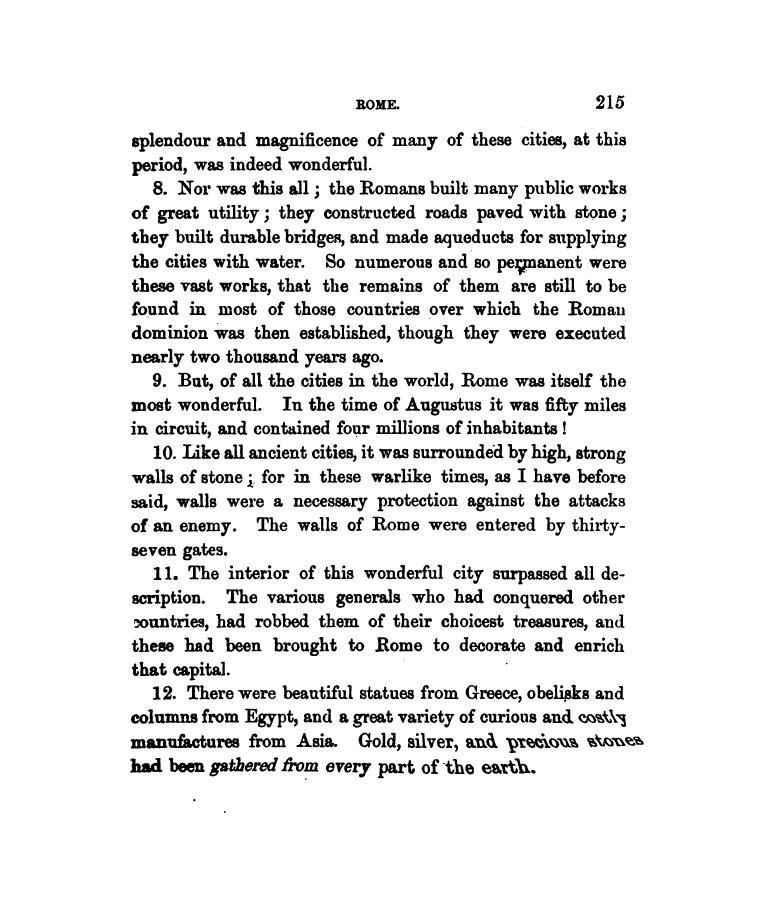 ROME. 215
splendour and magnificence of many of these cities, at this
period, was indeed wonderful.
8. Nor was this all ; the Romans built many public works
of great utility ; they constructed roads paved with stone ;
they built durable bridges, and made aqueducts for supplying
the cities with water. So numerous and so permanent were
these vast works, that the remains of them are still to be
found in most of those countries over which the Roman
dominion was then established, though they were executed
nearly two thousand years ago.
9. But, of all the cities in the world, Rome was itself the
most wonderful. In the time of Augustus it was fifty miles
in circuit, and contained four millions of inhabitants !
10. Like all ancient cities, it was surrounded by high, strong
walls of stone ; for in these warlike times, as I have before
said, walls were a necessary protection against the attacks
of an enemy. The walls of Rome were entered by thirty-
seven gates.
11. The interior of this wonderful city surpassed all de-
scription. The various generals who had conquered other
countries, had robbed them of their choicest treasures, and
these had been brought to Rome to decorate and enrich
that capital.
12. There were beautiful statues from Greece, obelisks and
columns from Egypt, and a great variety of curious and costly
manufactures from Asia. Gold, silver, and precious stones
had been gathered from every part of the earth.